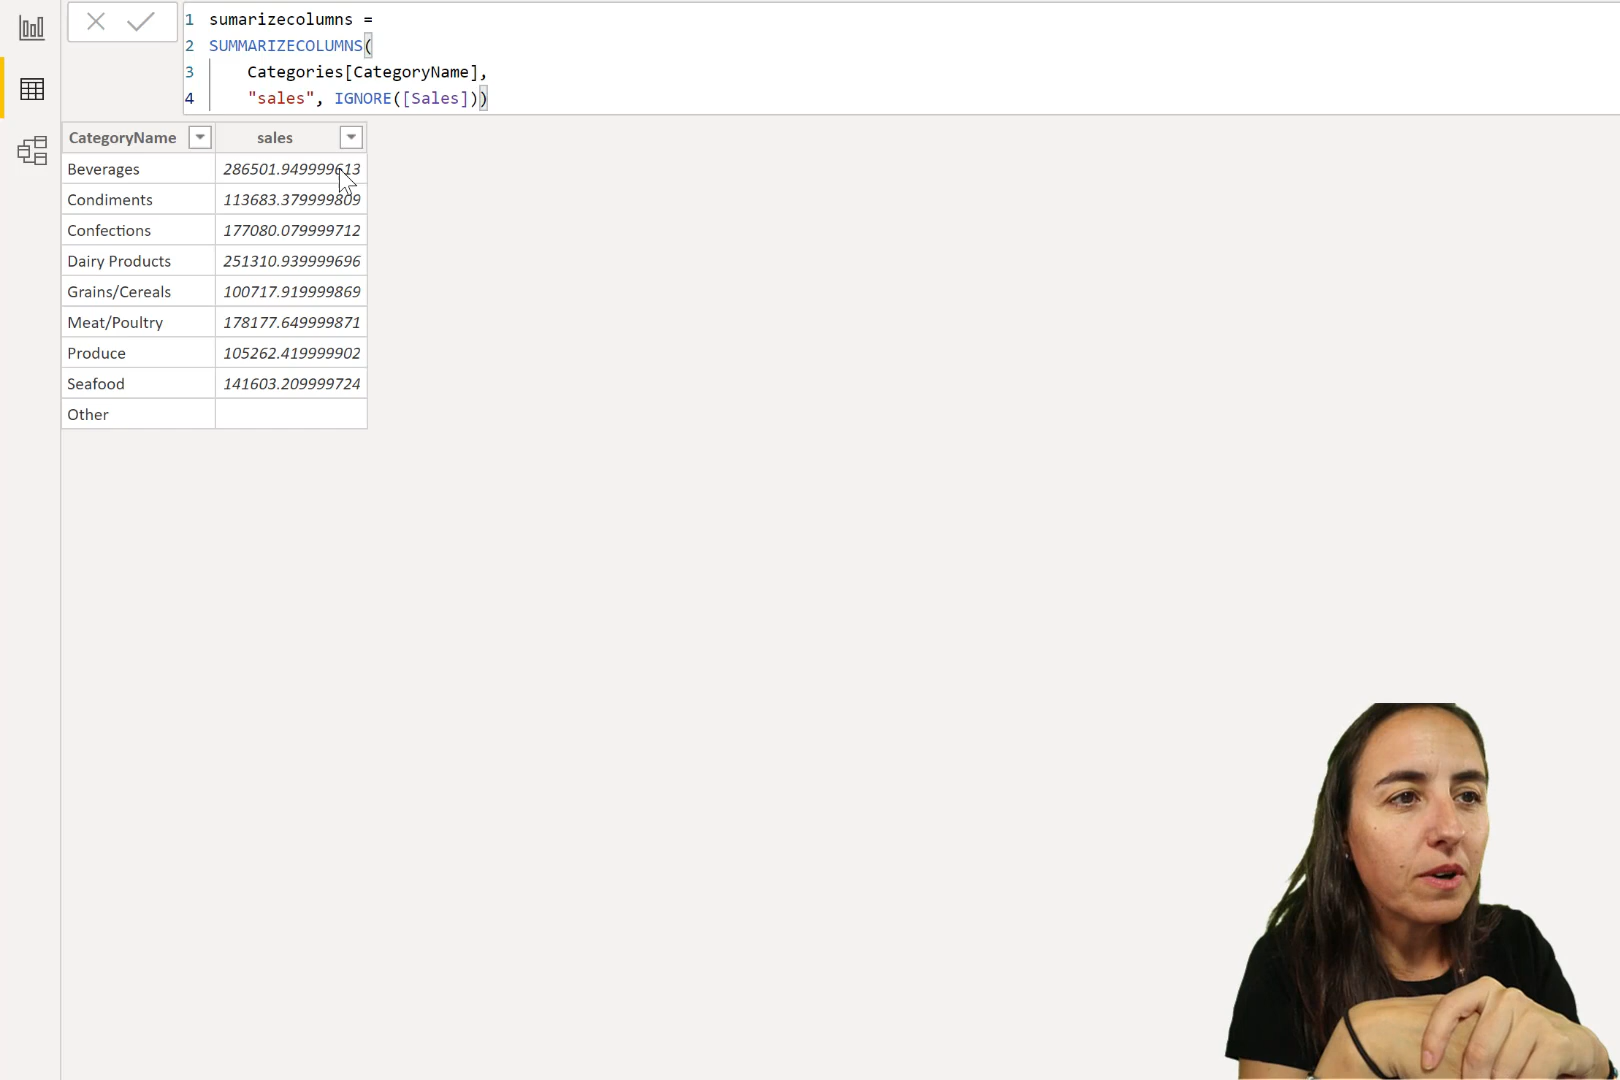 1 sumarizecolumns =
2 SUMMARIZECOLUMNS(
3 Categories[CategoryName],
4 "sales", IGNORE([Sales]))
CategoryName sales
Beverages 286501.949999613
Condiments 113683.379999809
Confections 177080.079999712
Dairy Products 251310.939999696
Grains/Cereals 100717.919999869
Meat/Poultry 178177.649999871
Produce 105262.419999902
Seafood 141603.209999724
Other